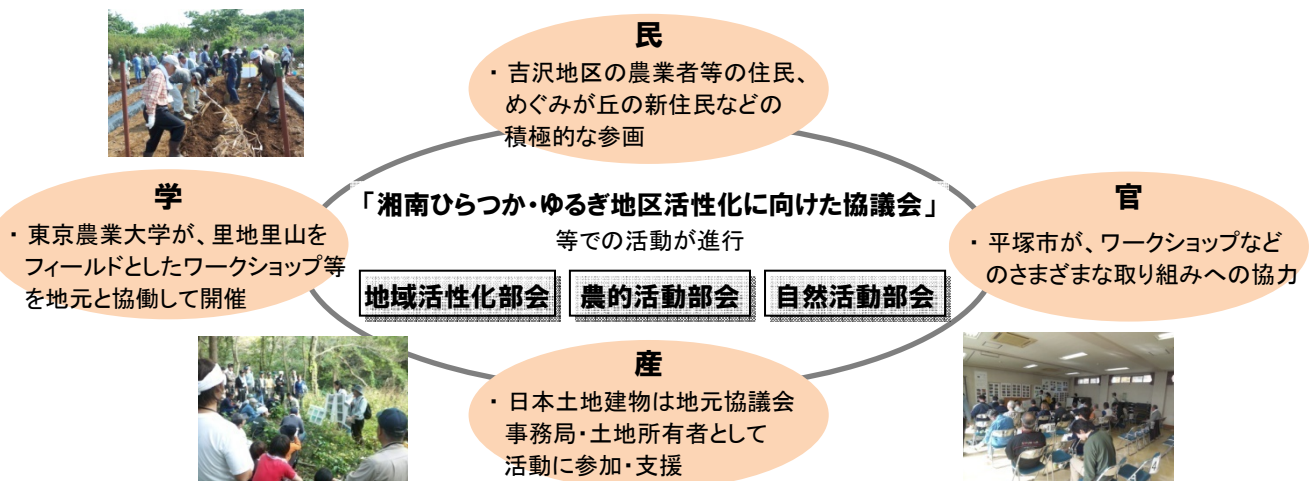 民
・ 吉沢地区の農業者等の住民、
めぐみが丘の新住民などの
積極的な参画
学
・ 東京農業大学が、里地里山を
フィールドとしたワークショップ等
を地元と協働して開催
「湘南ひらつか・ゆるぎ地区活性化に向けた協議会」
等での活動が進行
地域活性化部会
農的活動部会
自然活動部会
官
・ 平塚市が、ワークショップなど
のさまざまな取り組みへの協力
産
・ 日本土地建物は地元協議会
事務局・土地所有者として
活動に参加・支援